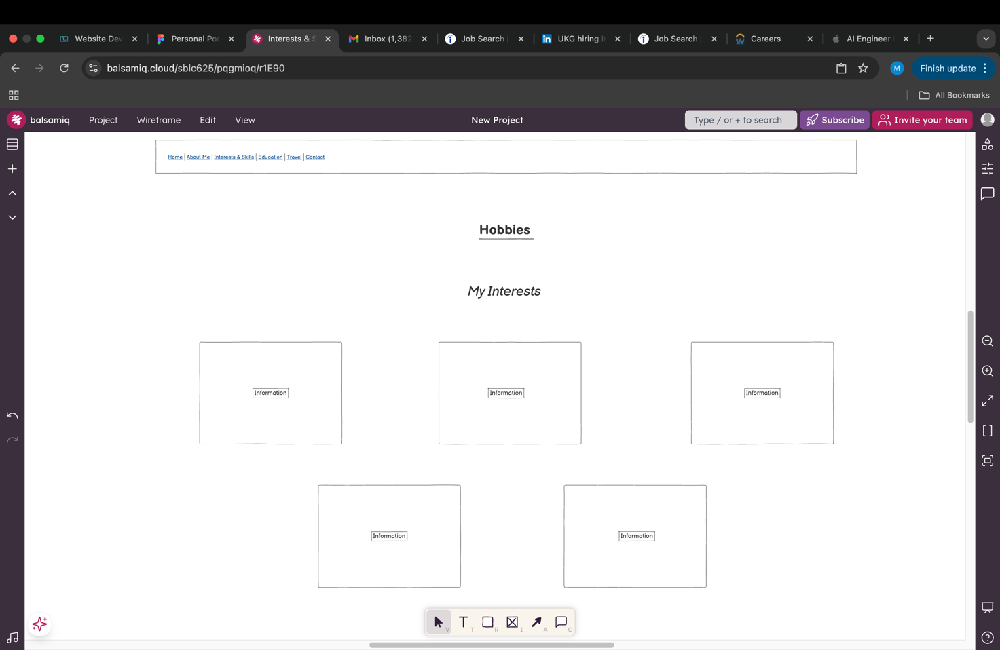 Website Dev
Personal Por
Interests & S
Inbox (1,382
Job Search
UKG hiring I
Job Search
Careers
AI Engineer
balsamiq.cloud/sblc625/pqgmioq/r1E90
M
Finish update
All Bookmarks
balsamiq Project Wireframe Edit View New Project Type / or + to search Subscribe Invite your team
Home | About Me | Interests & Skills | Education | Travel | Contact
Hobbies
My Interests
Information Information Information
Information Information
T
V T R I A C